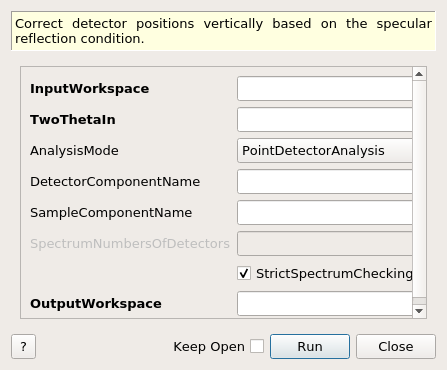 Correct detector positions vertically based on the specular
reflection condition.
InputWorkspace
TwoThetaIn
AnalysisMode PointDetectorAnalysis
DetectorComponentName
SampleComponentName
SpectrumNumbersOfDetectors
StrictSpectrumChecking
OutputWorkspace
? Keep Open Run Close